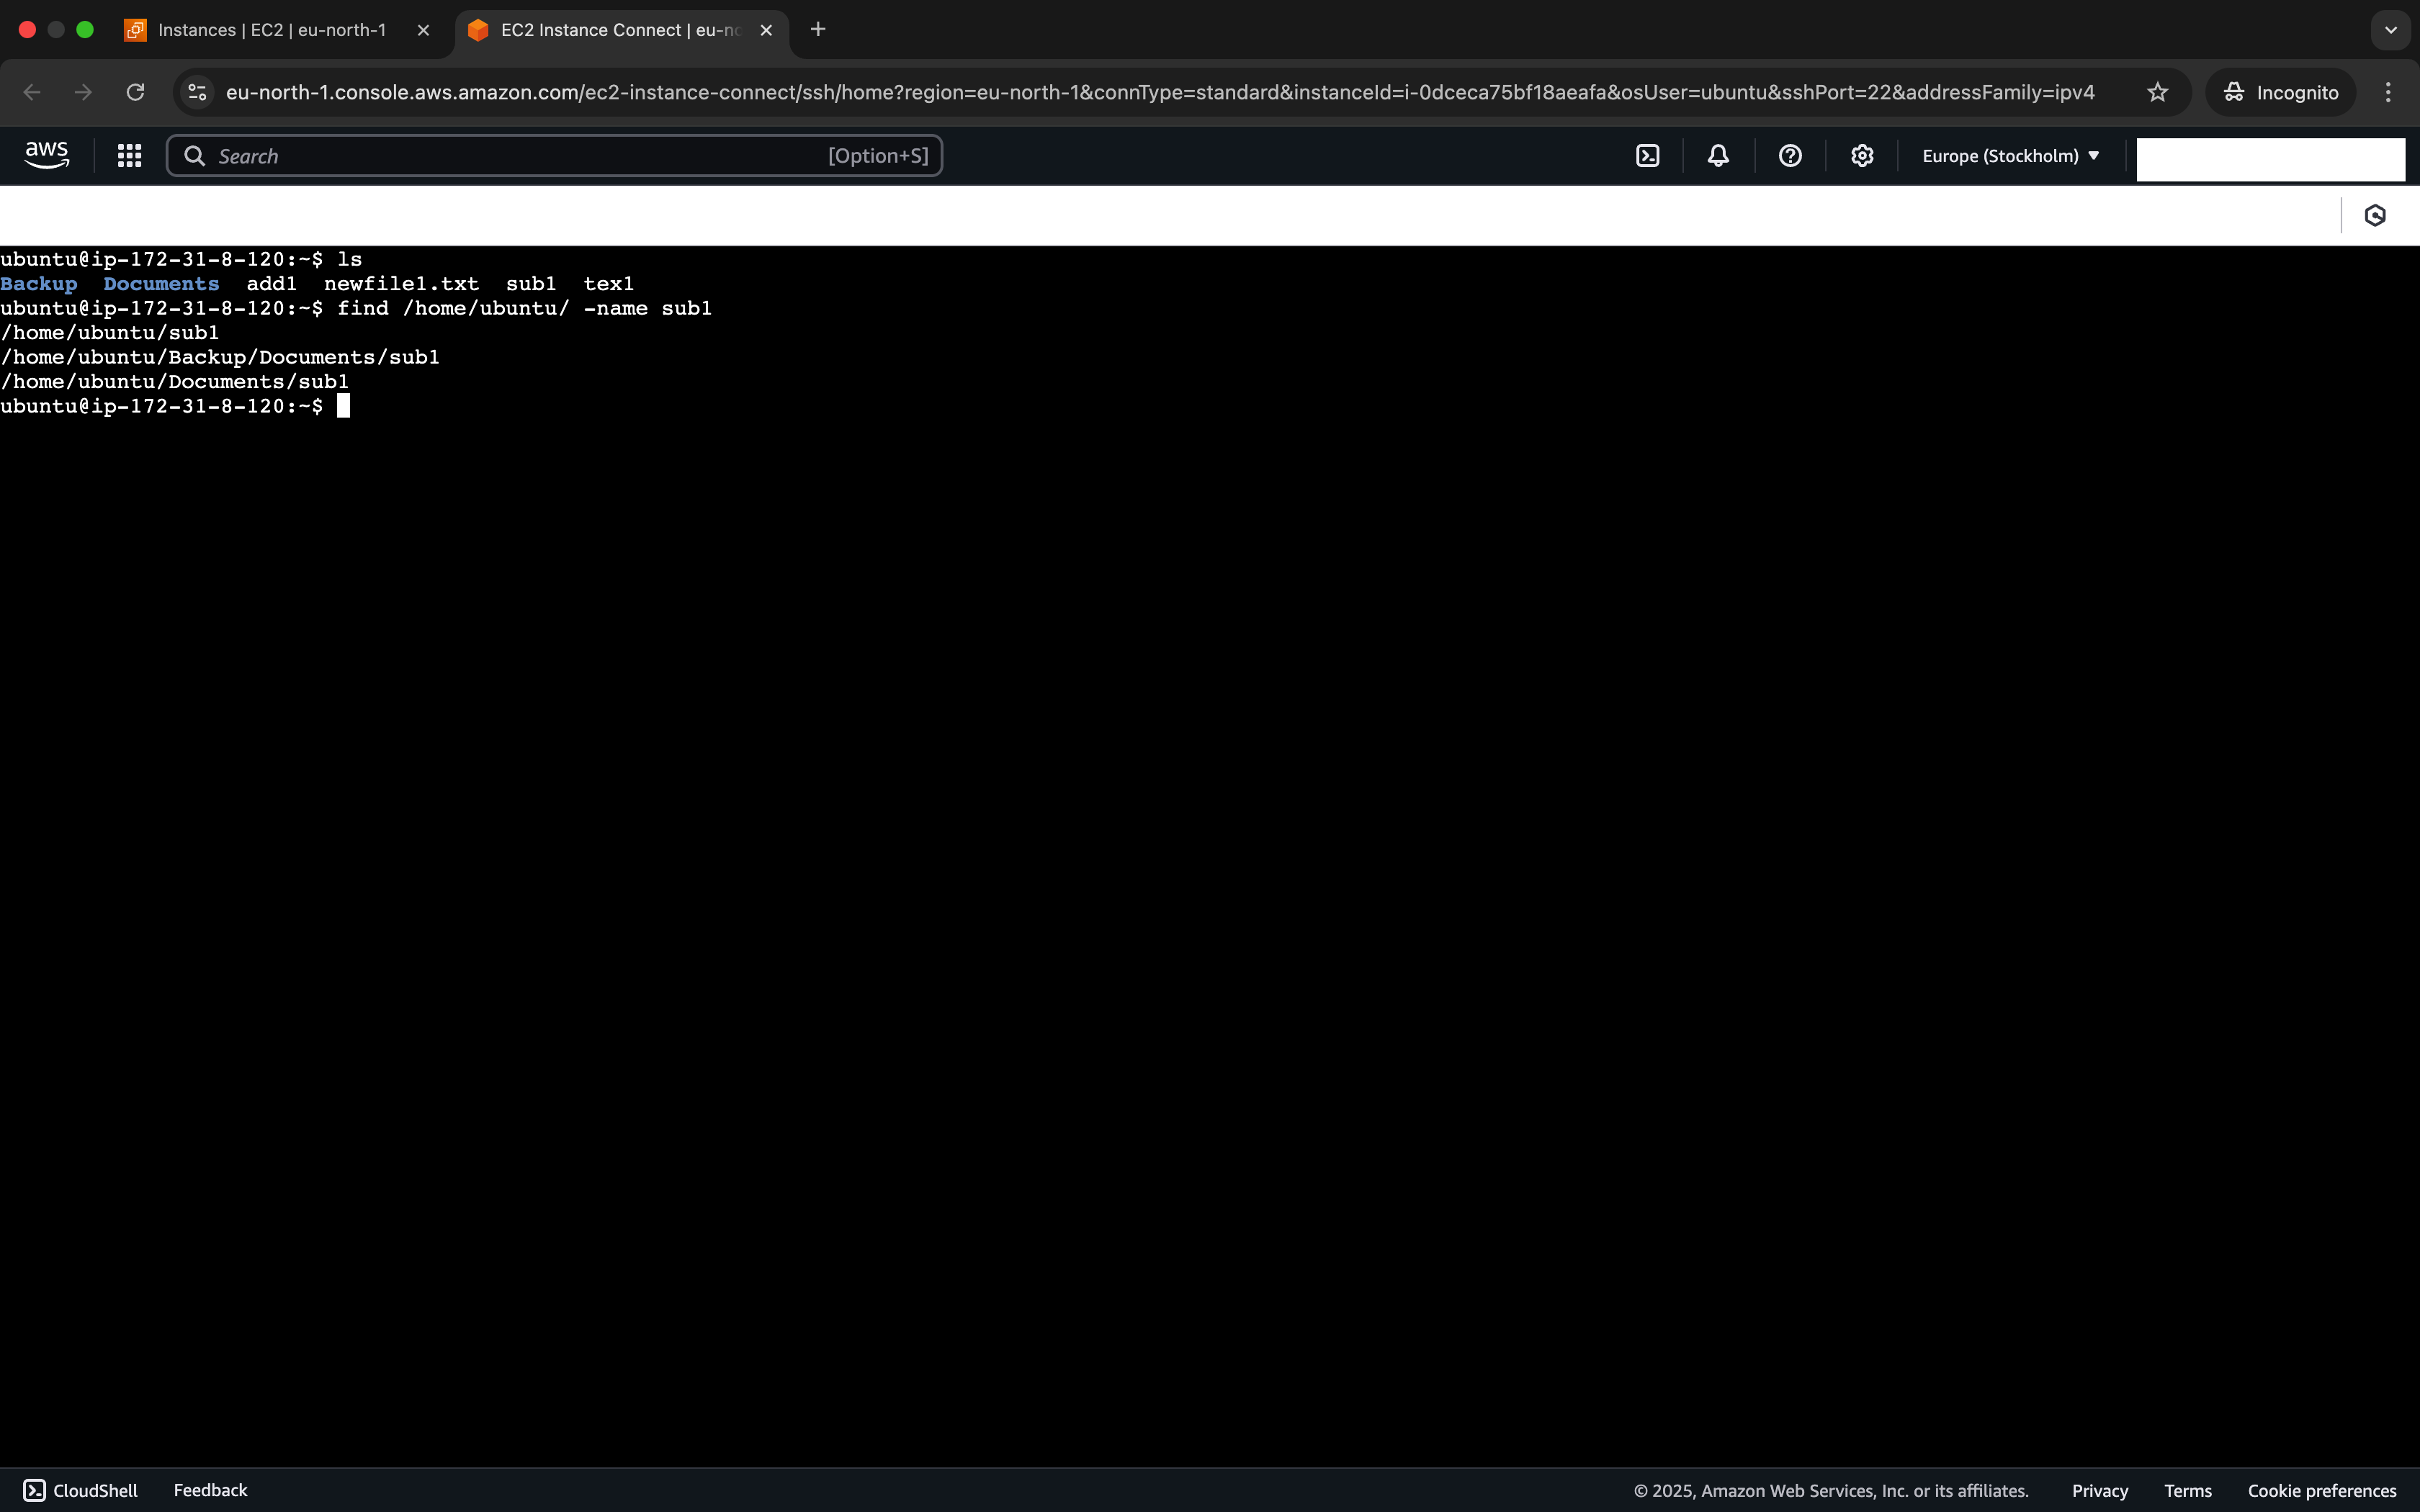 Instances | EC2 | eu-north-1
EC2 Instance Connect | eu-no
eu-north-1.console.aws.amazon.com/ec2-instance-connect/ssh/home?region=eu-north-1&connType=standard&instanceId=i-0dceca75bf18aeafa&osUser=ubuntu&sshPort=22&addressFamily=ipv4
Incognito
aws
Search
[Option+S]
Europe (Stockholm)
ubuntu@ip-172-31-8-120:~$ ls
Backup  Documents  add1  newfile1.txt  sub1  tex1
ubuntu@ip-172-31-8-120:~$ find /home/ubuntu/ -name sub1
/home/ubuntu/sub1
/home/ubuntu/Backup/Documents/sub1
/home/ubuntu/Documents/sub1
ubuntu@ip-172-31-8-120:~$
CloudShell
Feedback
© 2025, Amazon Web Services, Inc. or its affiliates.
Privacy
Terms
Cookie preferences